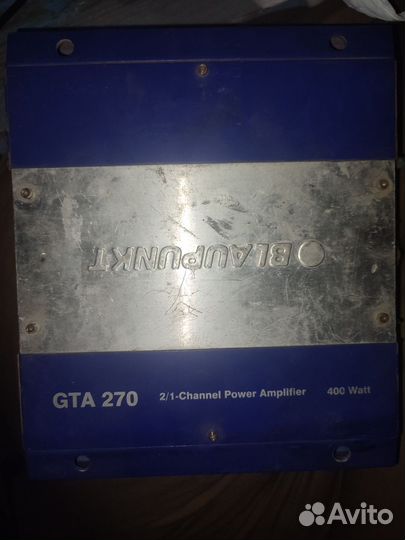 BLAUPUNKT
GTA 270 2/1-Channel Power Amplifier 400 Watt
Avito